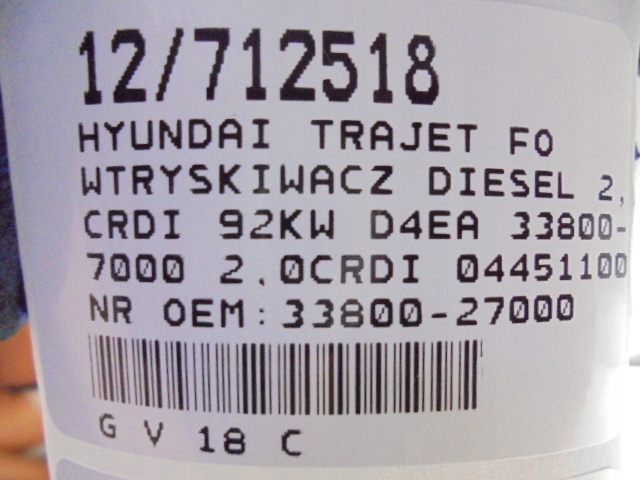 12/712518
HYUNDAI TRAJET FO
WTRYSKIWACZ DIESEL 2,
CRDI 92KW D4EA 33800-
7000 2.0CRDI 04451100
NR OEM:33800-27000
G V 18 C